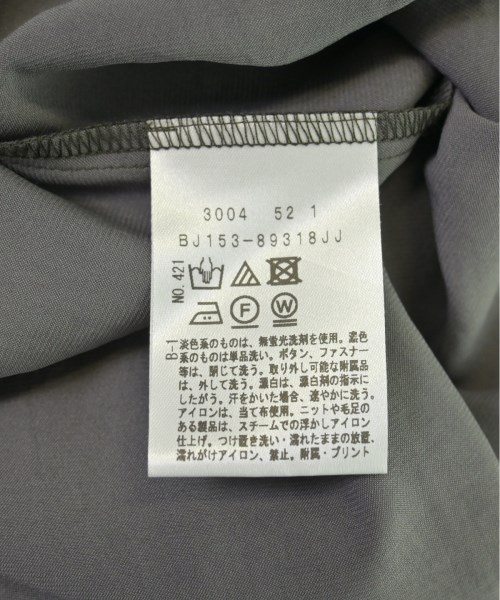 3004 52 1
BJ153-89318JJ
NO.421
F W
B-1
淡色系のものは、無蛍光洗剤を使用。濃色
系のものは単品洗い。ボタン、ファスナー
等は、閉じて洗う。取り外し可能な附属品
は、外して洗う。漂白は、漂白剤の指示に
したがう。汗をかいた場合、速やかに洗う。
アイロンは、当て布使用。ニットや毛足の
ある製品は、スチームでの浮かしアイロン
仕上げ。つけ置き洗い・濡れたままの放置、
濡れがけアイロン、禁止。附属・プリント